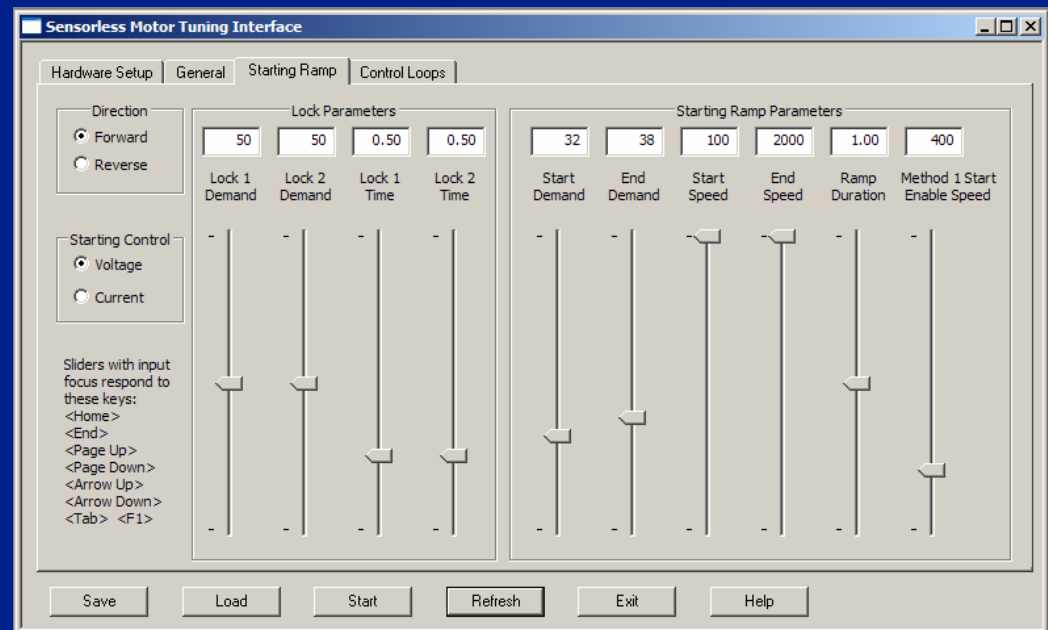 Sensorless Motor Tuning Interface
Hardware Setup General Starting Ramp Control Loops
Direction
Forward
Reverse
Starting Control
Voltage
Current
Sliders with input
focus respond to
these keys:
<Home>
<End>
<Page Up>
<Page Down>
<Arrow Up>
<Arrow Down>
<Tab> <F1>
Lock Parameters
50 50 0.50 0.50
Lock 1 Lock 2 Lock 1 Lock 2
Demand Demand Time Time
Starting Ramp Parameters
32 38 100 2000 1.00 400
Start End Start End Ramp Method 1 Start
Demand Demand Speed Speed Duration Enable Speed
Save Load Start Refresh Exit Help